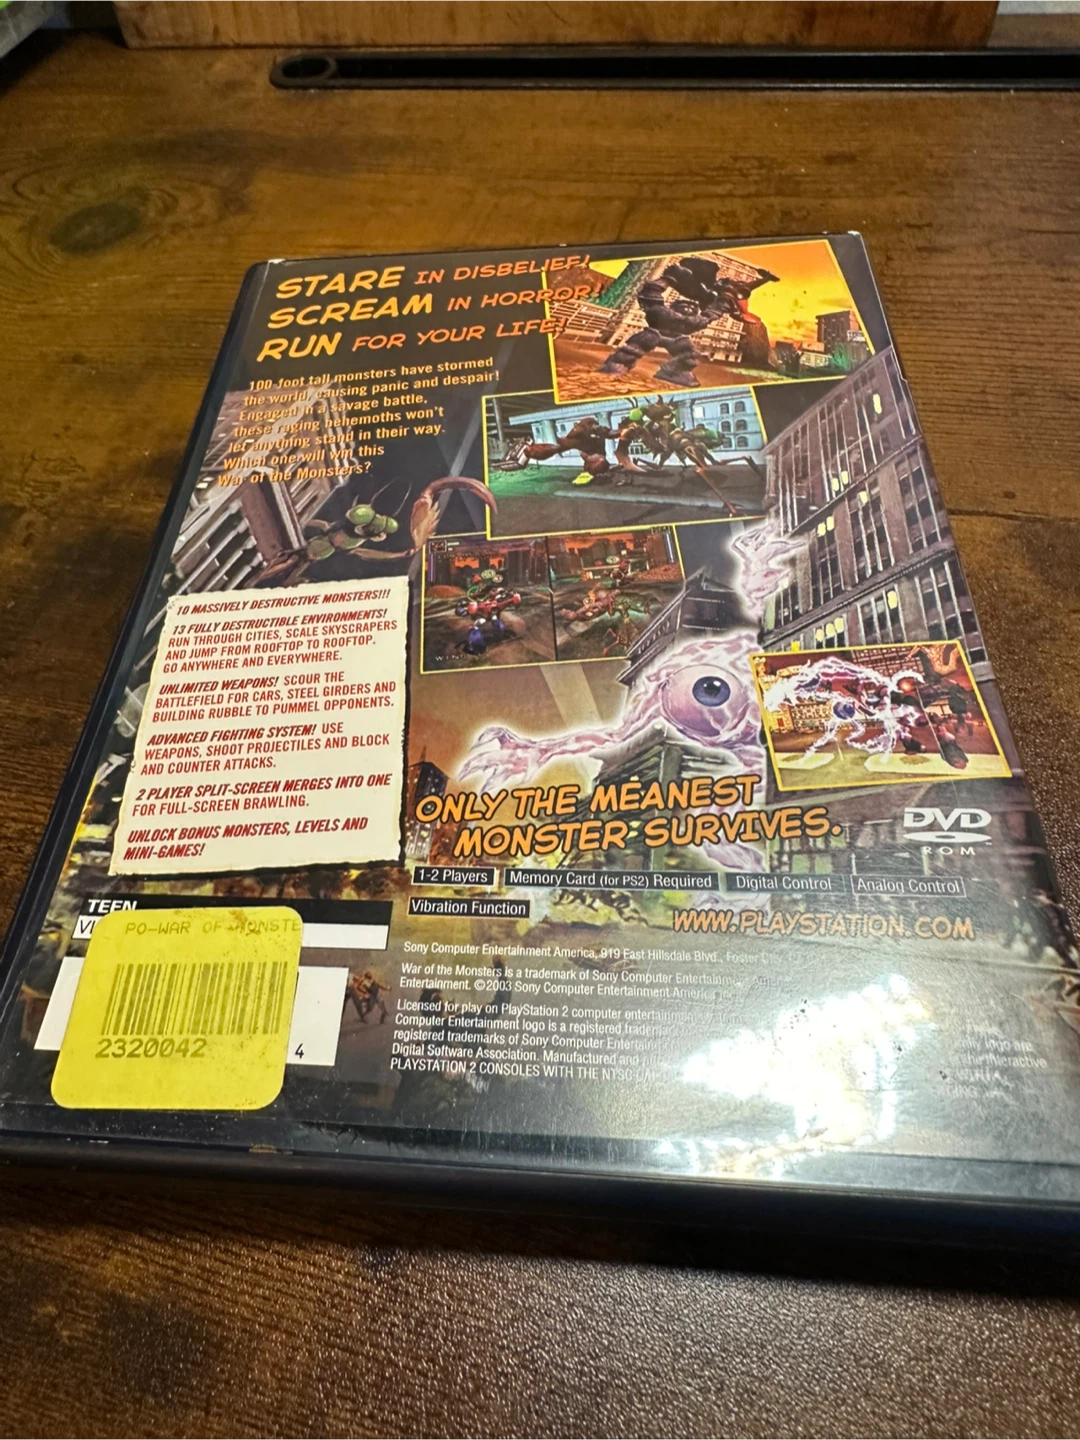 STARE IN DISBELIEF!
SCREAM IN HORROR!
RUN FOR YOUR LIFE!
100-foot tall monsters have stormed
the world, causing panic and despair!
Engaged in a savage battle,
these raging behemoths won't
let anything stand in their way.
Which one will win this
War of the Monsters?
10 MASSIVELY DESTRUCTIVE MONSTERS!!!
13 FULLY DESTRUCTIBLE ENVIRONMENTS!
RUN THROUGH CITIES, SCALE SKYSCRAPERS
AND JUMP FROM ROOFTOP TO ROOFTOP.
GO ANYWHERE AND EVERYWHERE.
UNLIMITED WEAPONS! SCOUR THE
BATTLEFIELD FOR CARS, STEEL GIRDERS AND
BUILDING RUBBLE TO PUMMEL OPPONENTS.
ADVANCED FIGHTING SYSTEM! USE
WEAPONS, SHOOT PROJECTILES AND BLOCK
AND COUNTER ATTACKS.
2 PLAYER SPLIT-SCREEN MERGES INTO ONE
FOR FULL-SCREEN BRAWLING.
UNLOCK BONUS MONSTERS, LEVELS AND
MINI-GAMES!
ONLY THE MEANEST
MONSTER SURVIVES.
DVD
ROM
1-2 Players Memory Card (for PS2) Required Digital Control Analog Control
Vibration Function
WWW.PLAYSTATION.COM
TEEN
VI
PO-WAR OF MONSTE
2320042
4
Sony Computer Entertainment America, 919 East Hillsdale Blvd., Foster
War of the Monsters is a trademark of Sony Computer
Entertainment. ©2003 Sony Computer Entertainment
Licensed for play on PlayStation 2 computer
Computer Entertainment logo is a registered
registered trademarks of Sony Computer
Digital Software Association. Manufactured and
PLAYSTATION 2 CONSOLES WITH THE